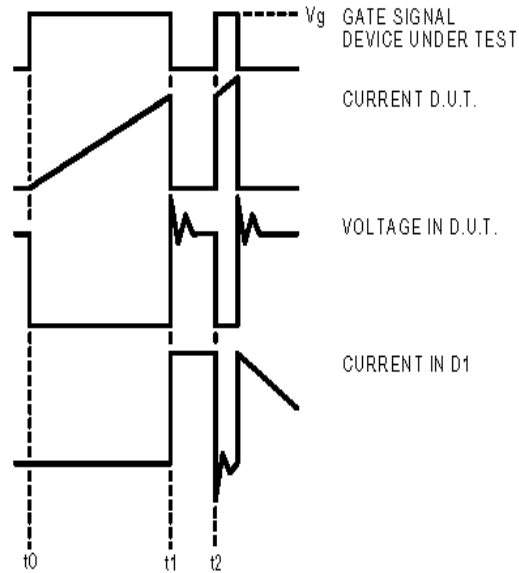 Vg GATE SIGNAL
DEVICE UNDER TEST
CURRENT D.U.T.
VOLTAGE IN D.U.T.
CURRENT IN D1
t0 t1 t2